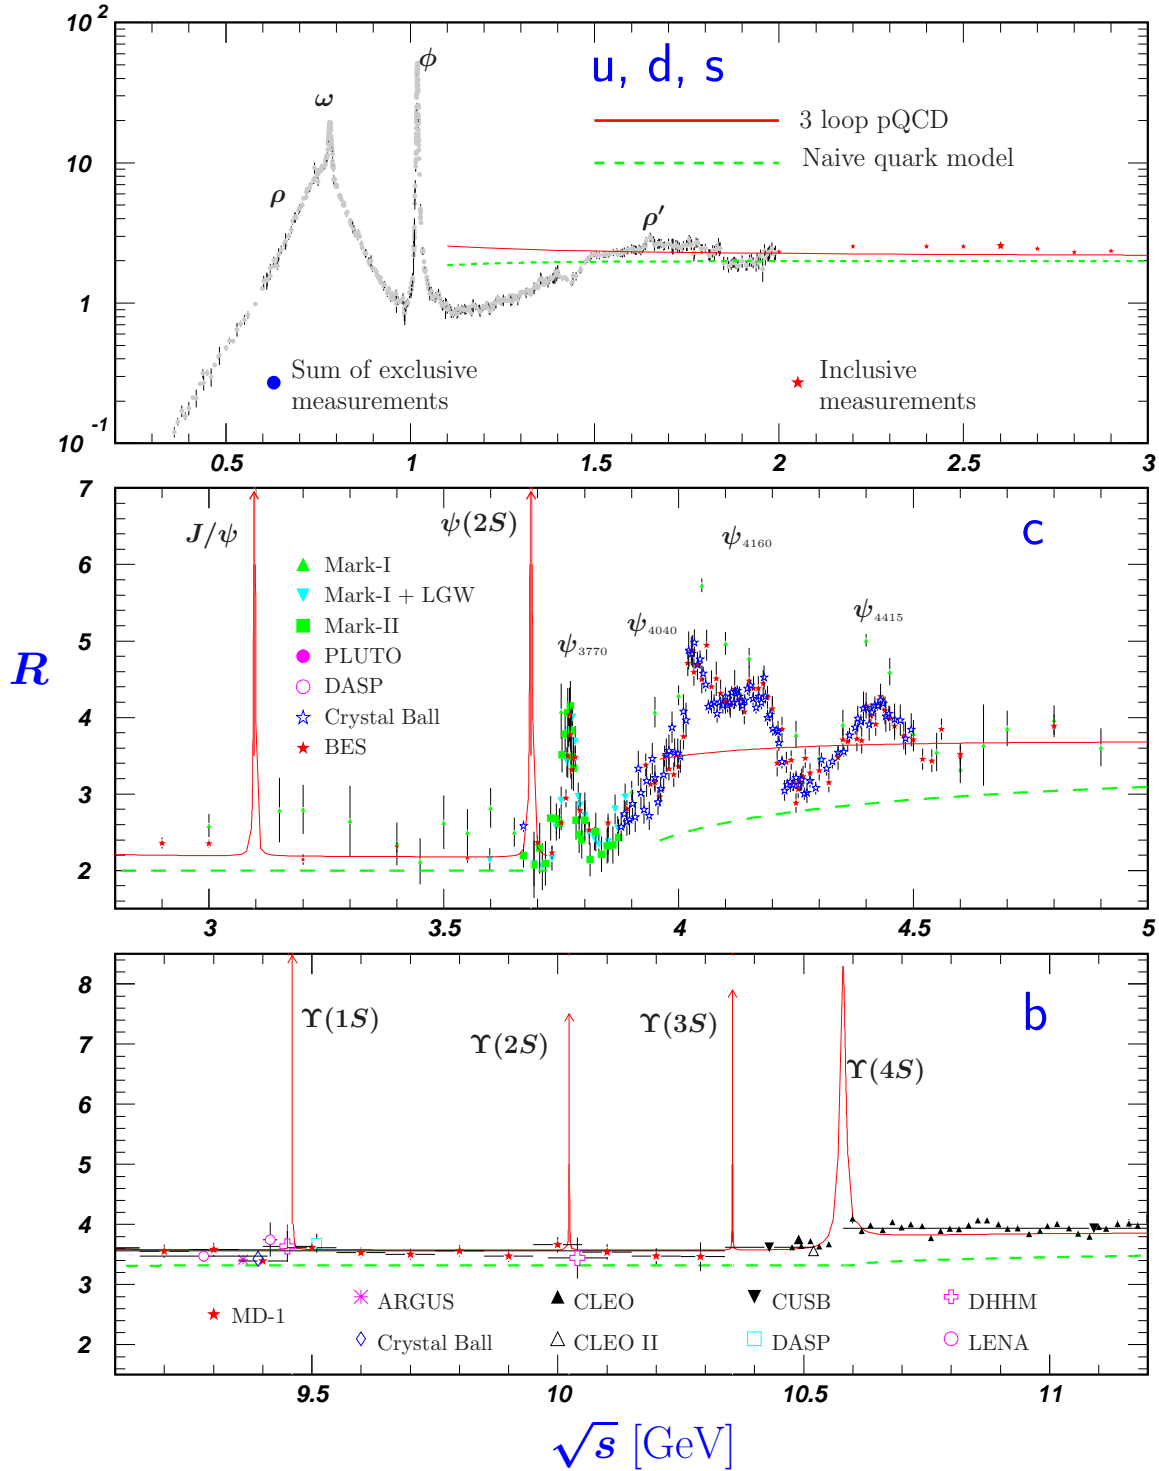 10 2
u, d, s
ϕ
ω
3 loop pQCD
10
Naive quark model
ρ
ρ′
1
Sum of exclusive
measurements
Inclusive
measurements
10 -1
0.5 1 1.5 2 2.5 3
7
J/ψ
ψ(2S)
c
ψ4160
6
Mark-I
Mark-I + LGW
Mark-II
PLUTO
DASP
Crystal Ball
BES
ψ3770
ψ4040
ψ4415
5
R
4
3
2
3 3.5 4 4.5 5
8
ϒ(1S)
ϒ(2S)
ϒ(3S)
b
7
ϒ(4S)
6
5
4
3
MD-1
ARGUS
CLEO
CUSB
DHHM
2
Crystal Ball
CLEO II
DASP
LENA
9.5 10 10.5 11
√s [GeV]